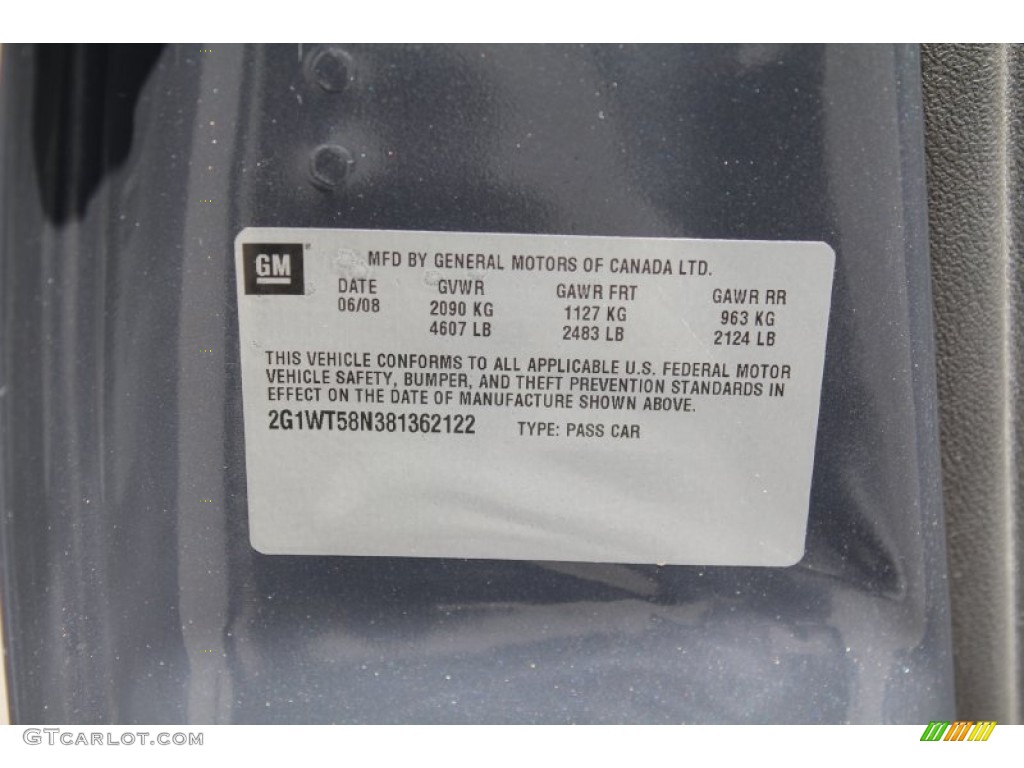 GM
MFD BY GENERAL MOTORS OF CANADA LTD.
DATE GVWR GAWR FRT GAWR RR
06/08 2090 KG 1127 KG 963 KG
4607 LB 2483 LB 2124 LB
THIS VEHICLE CONFORMS TO ALL APPLICABLE U.S. FEDERAL MOTOR
VEHICLE SAFETY, BUMPER, AND THEFT PREVENTION STANDARDS IN
EFFECT ON THE DATE OF MANUFACTURE SHOWN ABOVE.
2G1WT58N381362122 TYPE: PASS CAR
GTCarlot.com